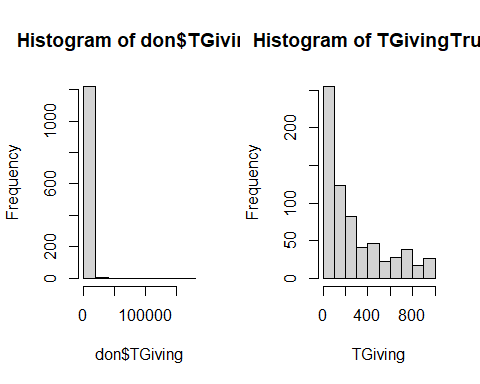 Histogram of don$TGivin
Frequency
0 200 600 1000
0 100000
don$TGiving
Histogram of TGivingTru
Frequency
0 50 100 200
0 400 800
TGiving